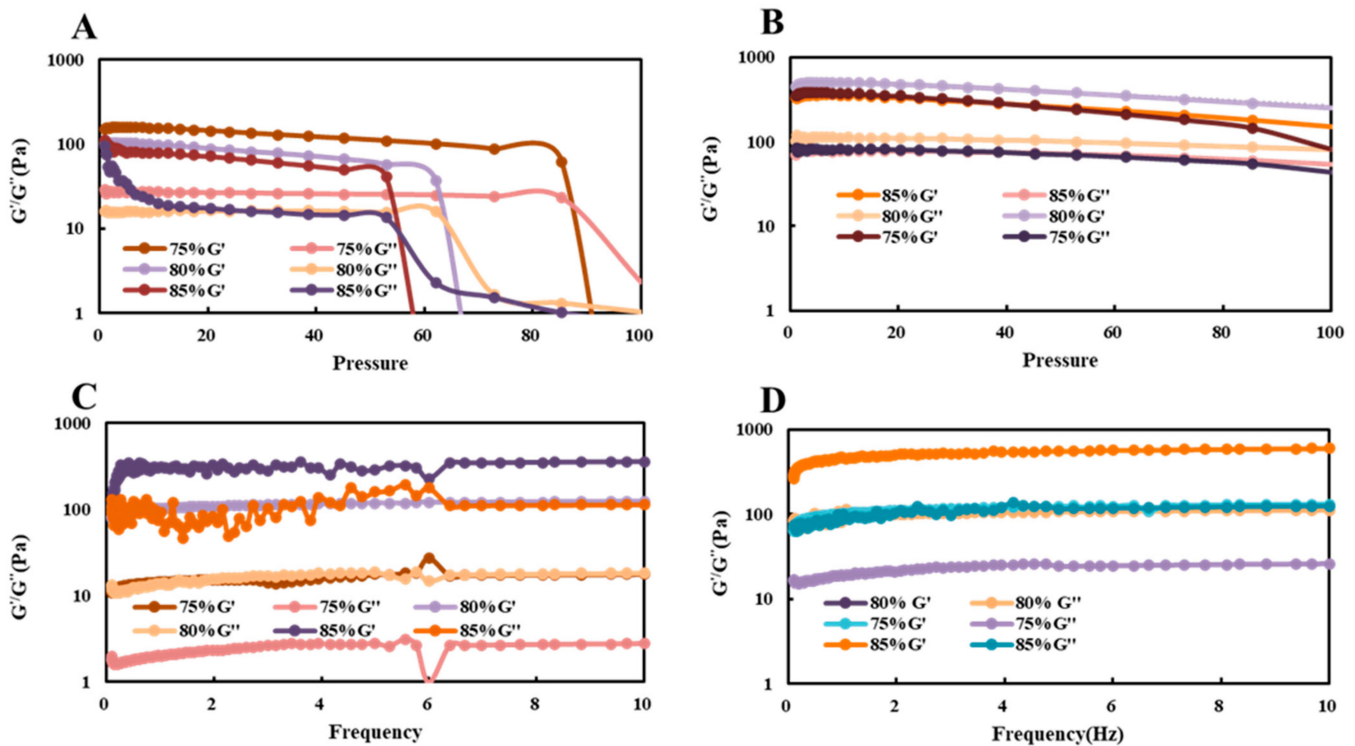 A
1000
100
10
1
G'/G"(Pa)
75%G' 75%G"
80%G' 80%G"
85%G' 85%G"
0 20 40 60 80 100
Pressure
B
1000
100
10
1
G'/G"(Pa)
85%G' 85%G"
80%G" 80%G'
75%G' 75%G"
0 20 40 60 80 100
Pressure
C
1000
100
10
1
G'/G"(Pa)
75%G' 75%G" 80%G'
80%G" 85%G' 85%G"
0 2 4 6 8 10
Frequency
D
1000
100
10
1
G'/G"(Pa)
80% G' 80% G"
75%G' 75%G"
85%G' 85%G"
0 2 4 6 8 10
Frequency(Hz)